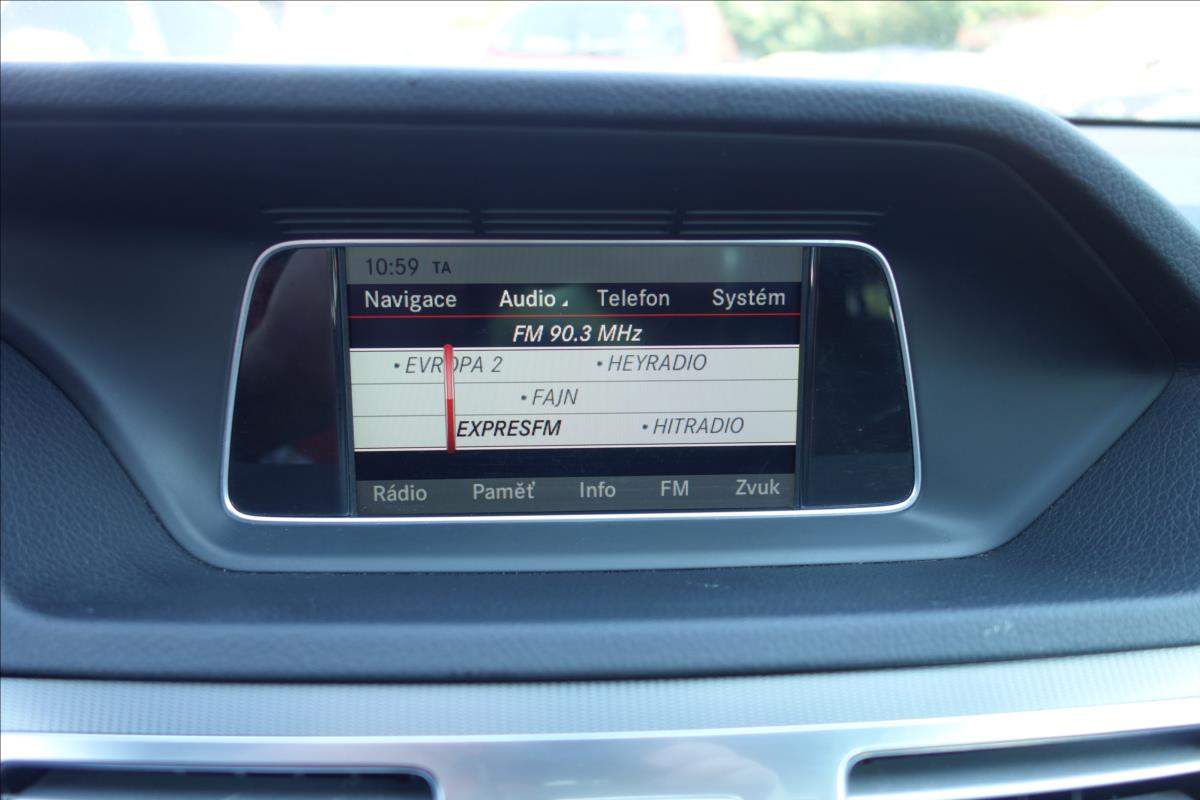 10:59 TA
Navigace Audio Telefon Systém
FM 90.3 MHz
• EVROPA 2 • HEYRADIO
• FAJN
EXPRESFM • HITRADIO
Rádio Paměť Info FM Zvuk